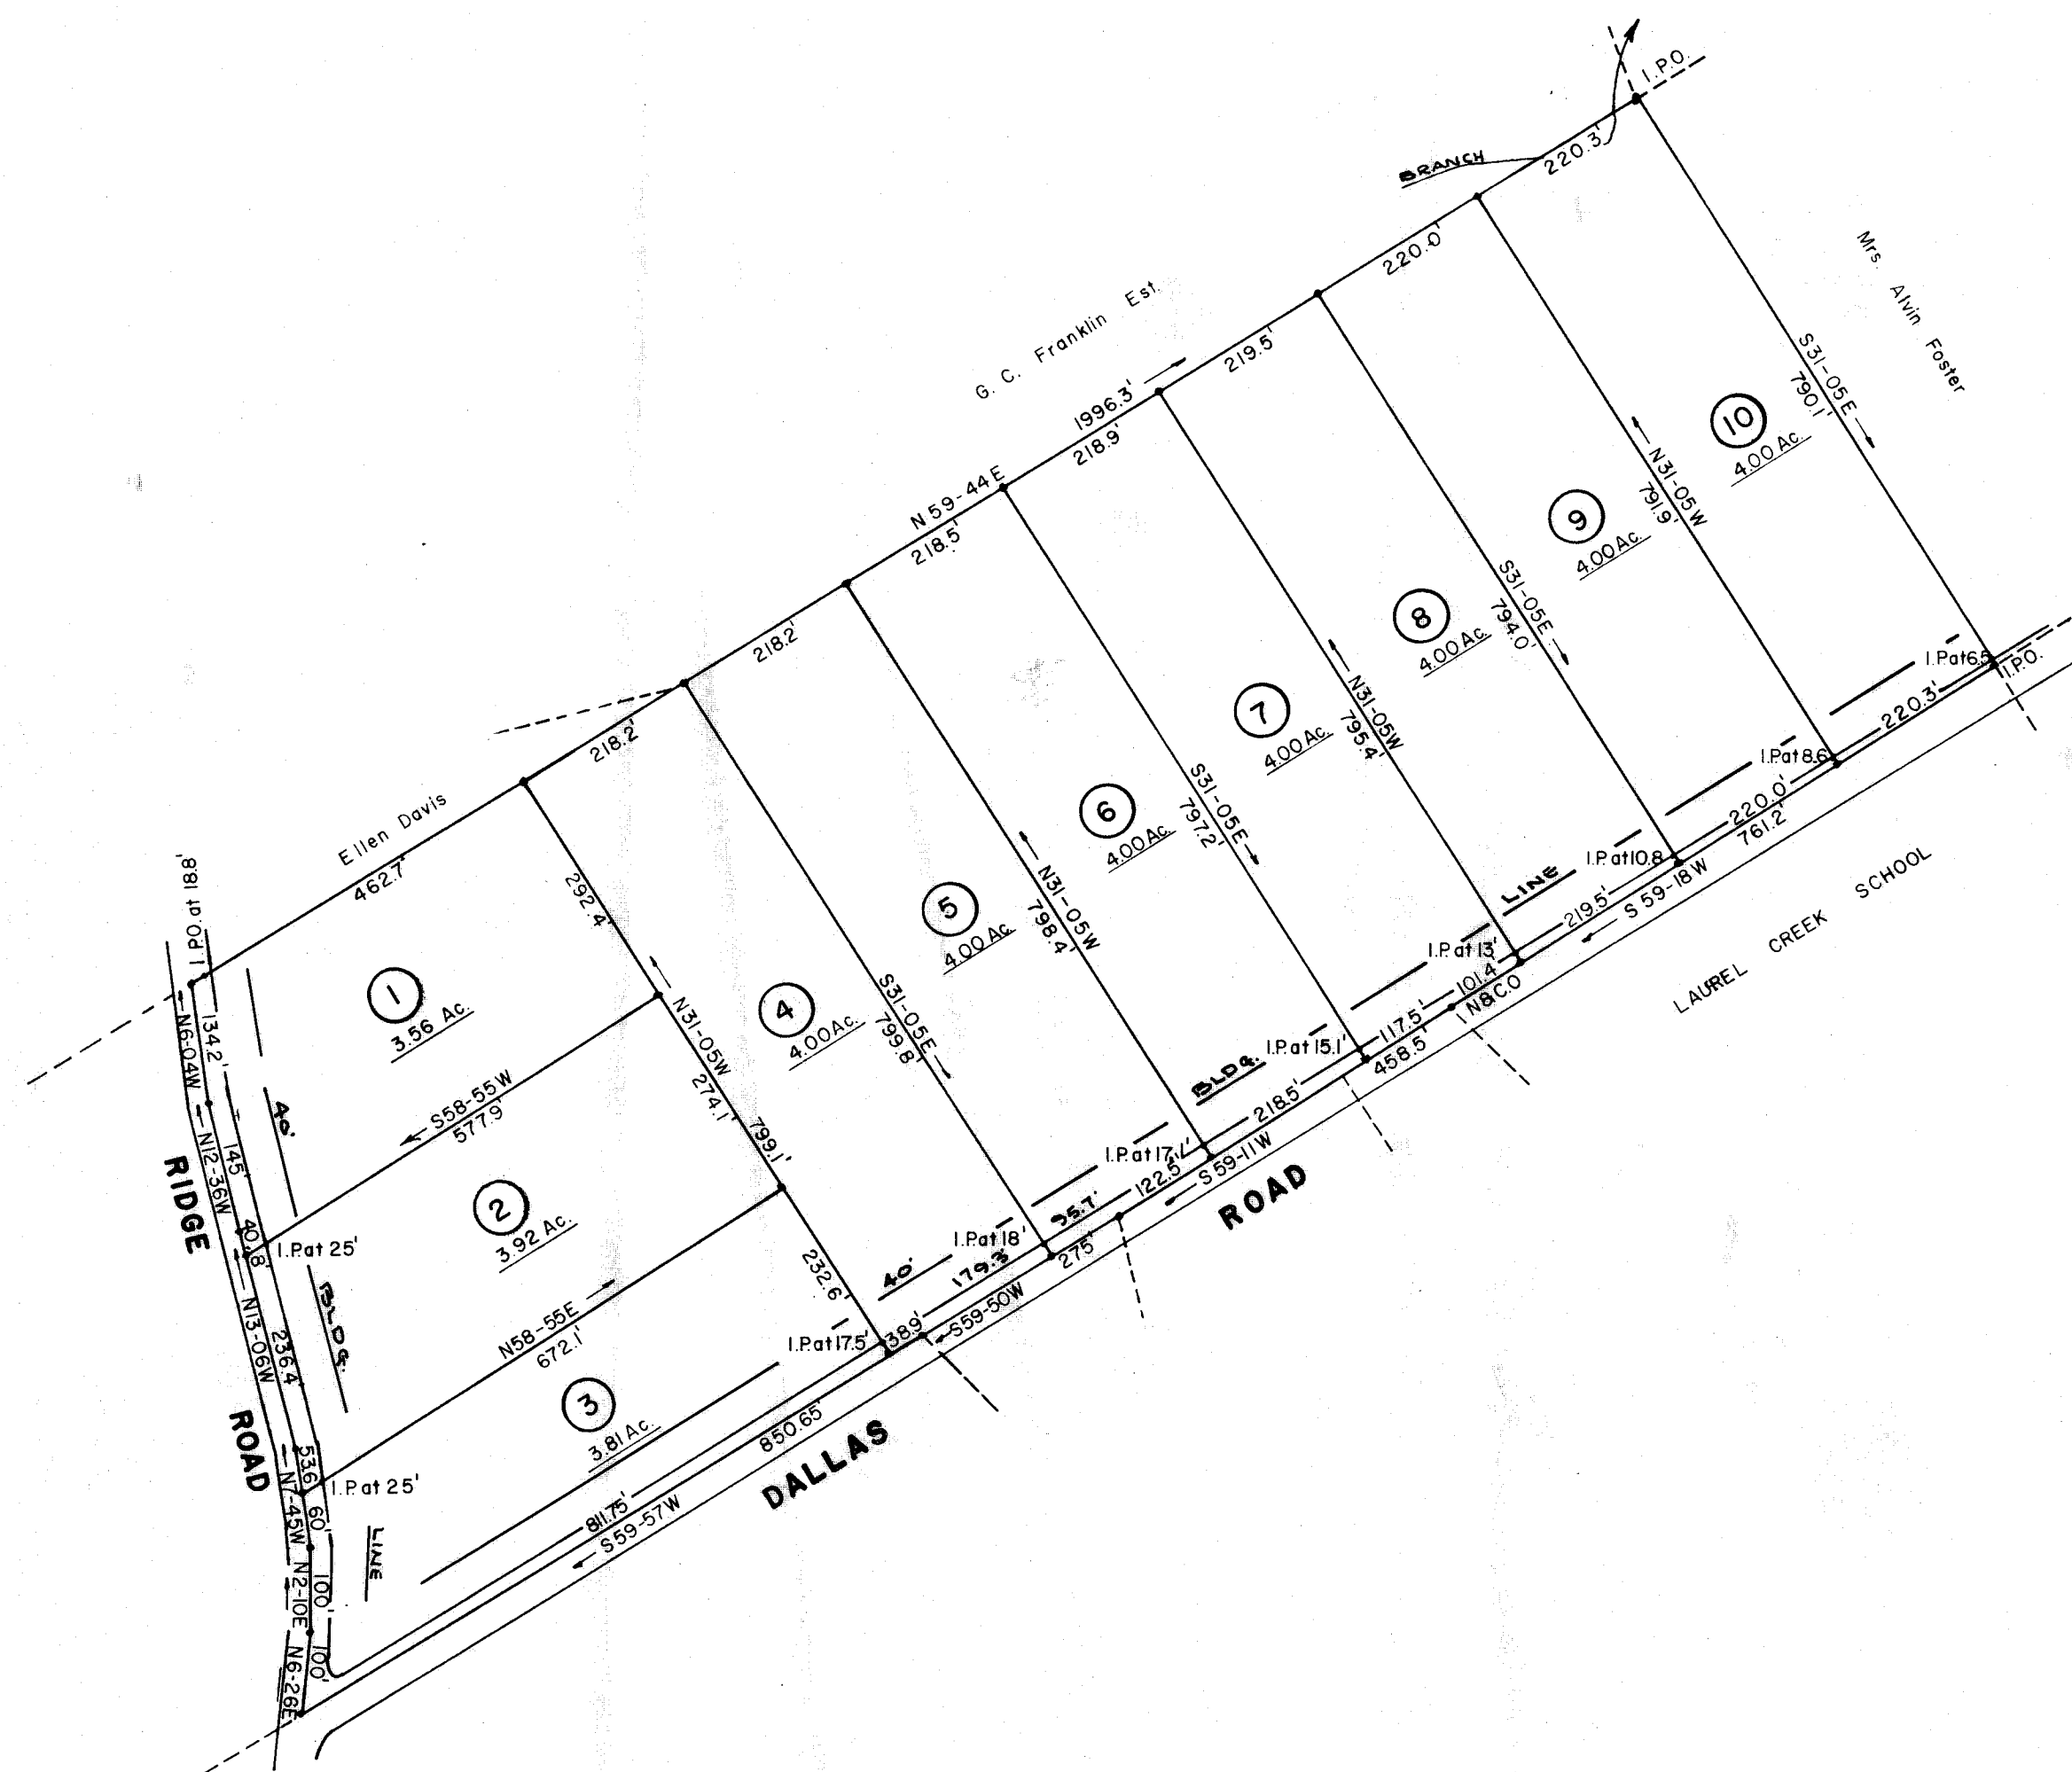 I.P.O.
220.3'
BRANCH
220.0'
Mrs. Alvin Foster
G. C. Franklin Est.
219.5'
1996.3'
218.9'
S31-05E
790.1'
10
4.00 Ac.
N 59-44 E
218.5'
N31-05W
791.9'
9
4.00 Ac.
218.2'
S31-05E
794.0'
8
4.00 Ac.
218.2'
N31-05W
795.4'
7
4.00 Ac.
I.P. at 6.5'
I.P.O.
220.3'
Ellen Davis
462.7'
S31-05E
797.2'
6
4.00 Ac.
I.P. at 8.6'
220.0'
761.2'
I.P.O. at 18.8'
292.4'
N31-05W
798.4'
5
4.00 Ac.
I.P. at 10.8'
LINE
219.5'
S 59-18 W
LAUREL CREEK SCHOOL
1
3.56 Ac.
N31-05W
274.1'
799.1'
4
4.00 Ac.
S31-05E
799.8'
I.P. at 13'
101.4'
N&C.O
134.2'
N6-04W
S58-55W
577.9'
BLDG.
I.P. at 15.1'
117.5'
458.5'
40'
145'
N12-36W
218.5'
I.P. at 17.1'
122.5'
S 59-11 W
ROAD
RIDGE
2
3.92 Ac.
40'
8'
I.P. at 25'
I.P. at 18'
95.7'
275'
40'
179.3'
S59-50W
232.6'
BLDG.
N13-06W
236.4'
N58-55E
672.1'
I.P. at 17.5'
38.9'
3
3.81 Ac.
ROAD
850.65'
DALLAS
53.6'
I.P. at 25'
N7-45W
60'
LINE
811.75'
S59-57W
N2-10E
100'
N6-26E
100'